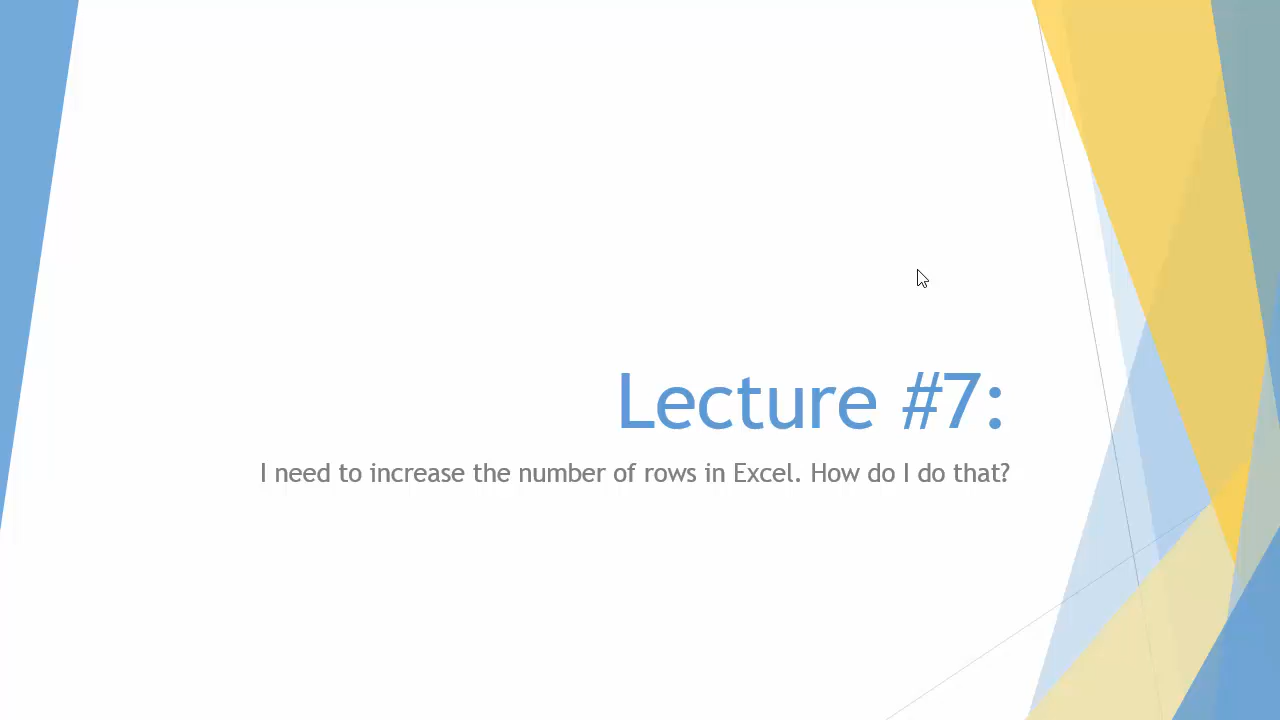 Lecture #7:
I need to increase the number of rows in Excel. How do I do that?